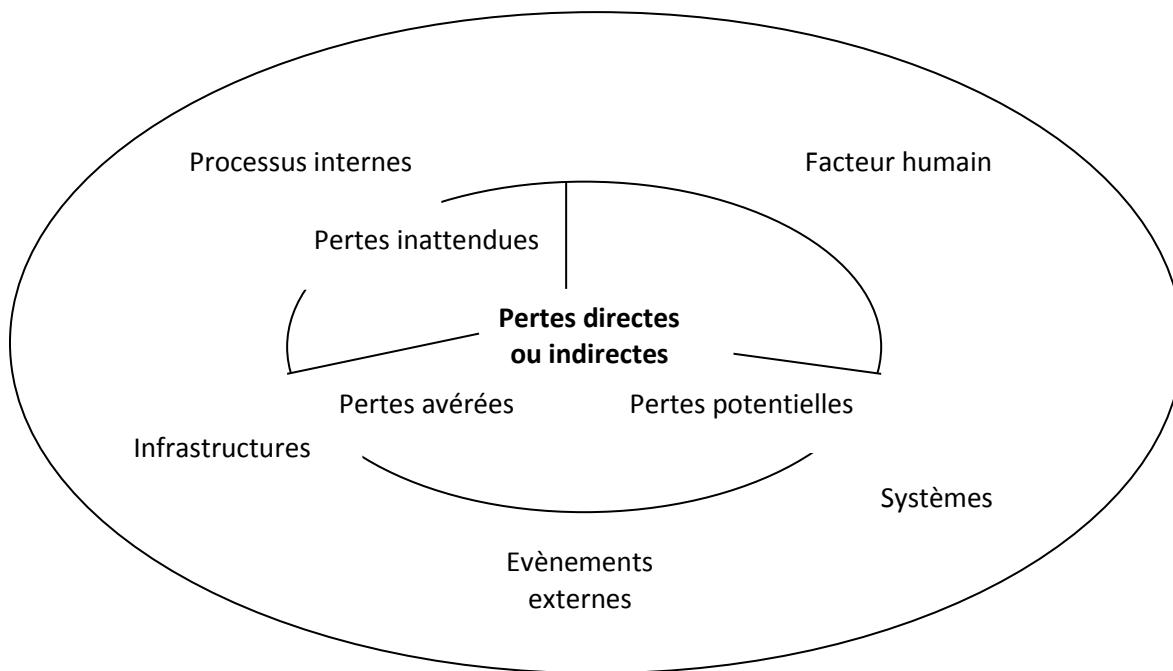 Processus internes
Facteur humain
Pertes inattendues
Pertes directes
ou indirectes
Pertes avérées
Pertes potentielles
Infrastructures
Systèmes
Evènements
externes